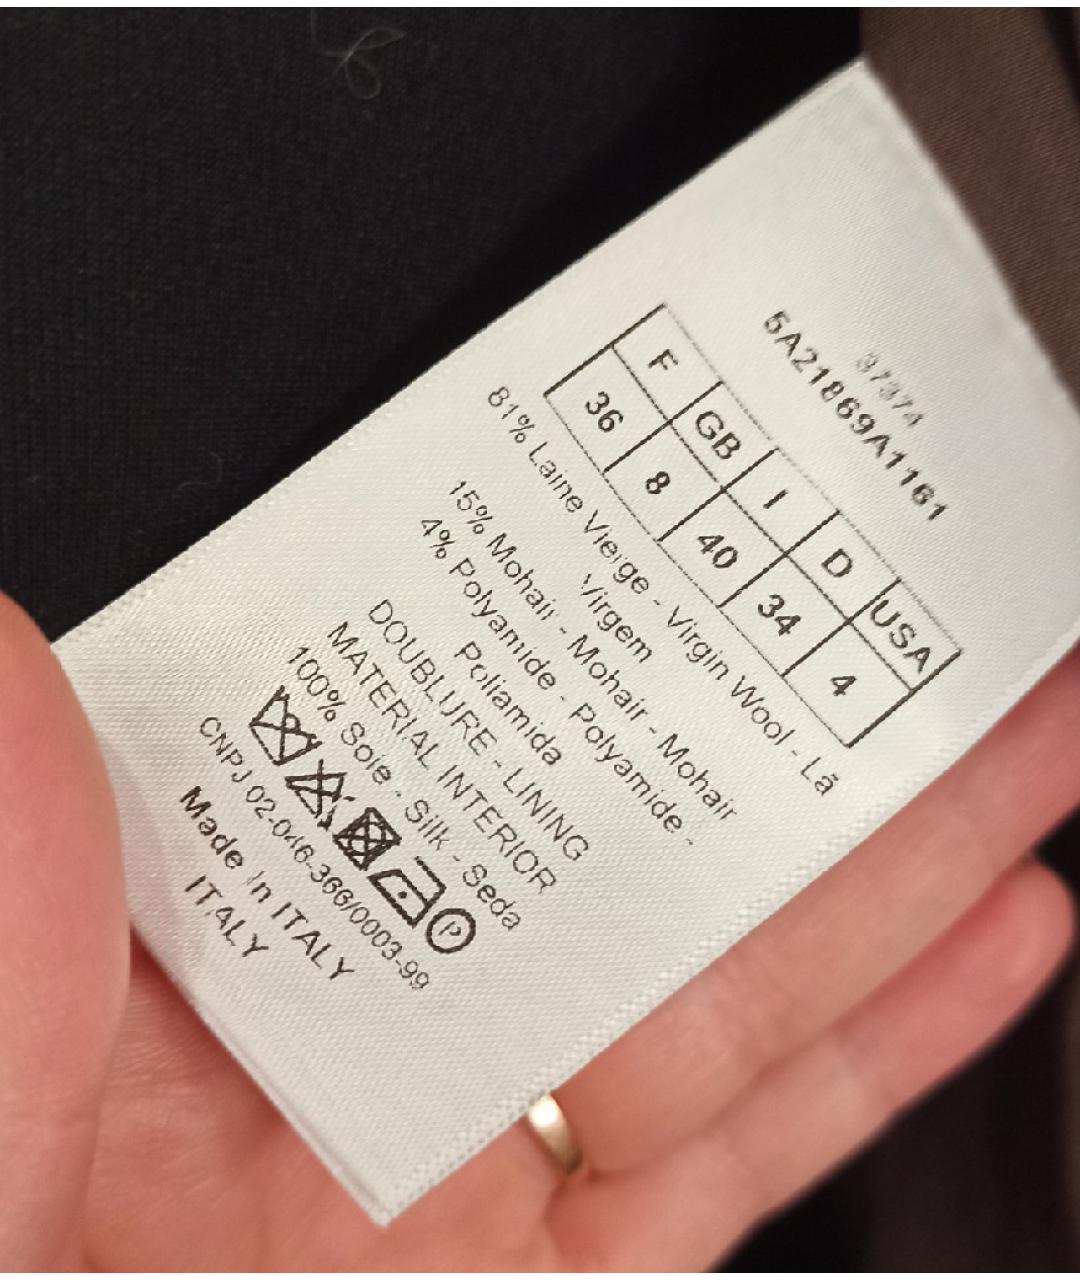 37374
5A21869A1161
F GB I D USA
36 8 40 34 4
81% Laine Vierge - Virgin Wool - Lã
Virgem
15% Mohair - Mohair - Mohair
4% Polyamide - Polyamide -
Poliamida
DOUBLURE - LINING
MATERIAL INTERIOR
100% Soie - Silk - Seda
P
CNPJ 02-046-366/0003-99
Made in ITALY
ITALY